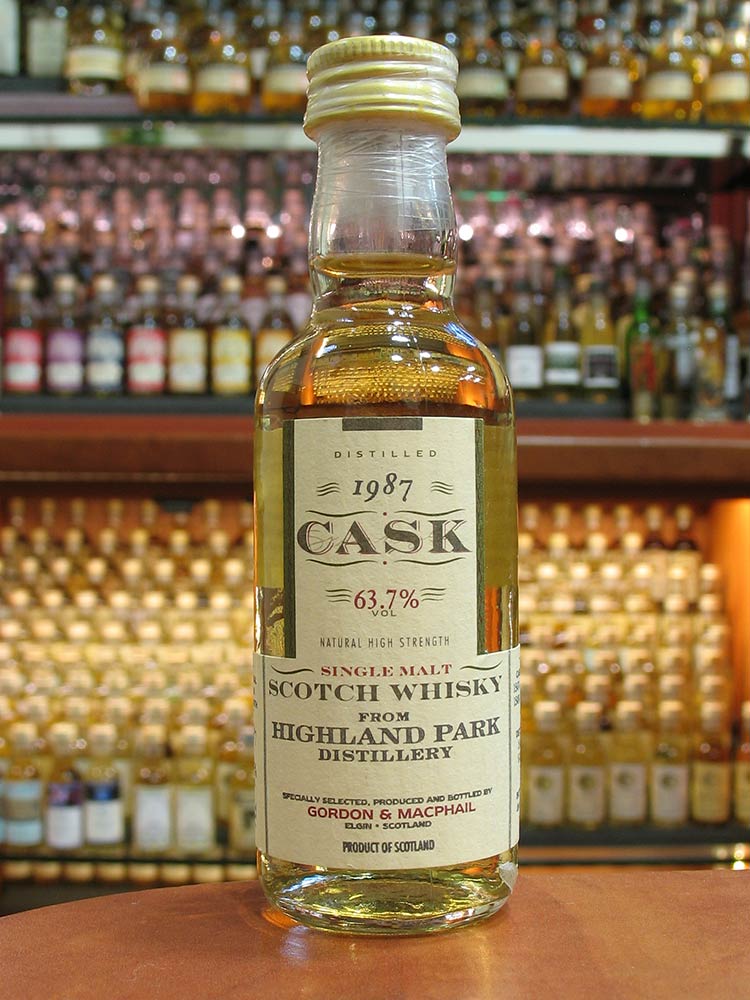 DISTILLED
1987
CASK
63.7%
VOL
NATURAL HIGH STRENGTH
SINGLE MALT
SCOTCH WHISKY
FROM
HIGHLAND PARK
DISTILLERY
SPECIALLY SELECTED, PRODUCED AND BOTTLED BY
GORDON & MACPHAIL
ELGIN • SCOTLAND
PRODUCT OF SCOTLAND